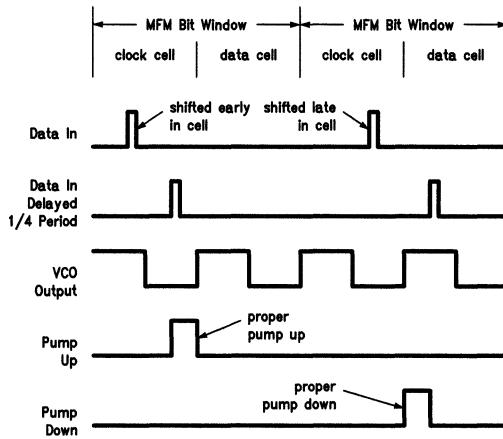 MFM Bit Window MFM Bit Window
clock cell data cell clock cell data cell
shifted early in cell
shifted late in cell
Data In
Data In
Delayed
1/4 Period
VCO
Output
proper
pump up
Pump
Up
proper
pump down
Pump
Down